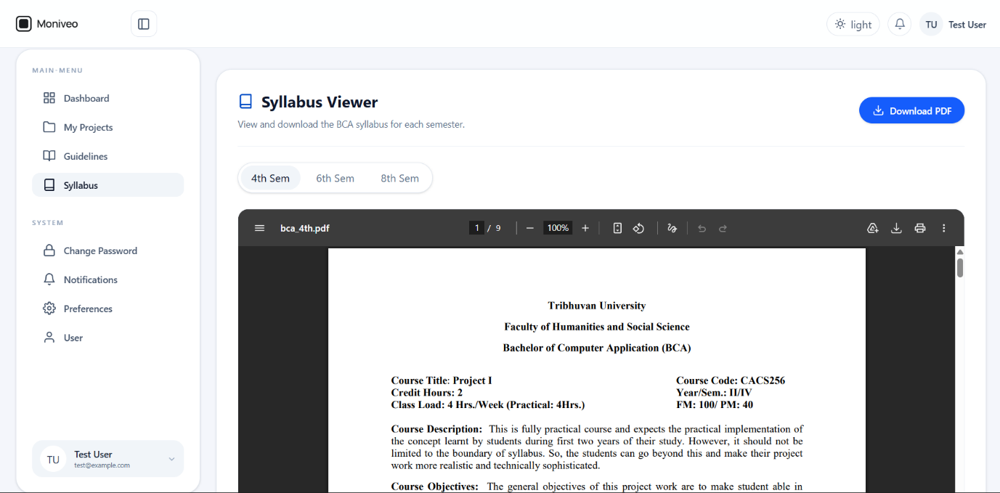 Moniveo
light
TU
Test User
MAIN-MENU
Dashboard
My Projects
Guidelines
Syllabus
SYSTEM
Change Password
Notifications
Preferences
User
TU
Test User
test@example.com
Syllabus Viewer
View and download the BCA syllabus for each semester.
Download PDF
4th Sem
6th Sem
8th Sem
bca_4th.pdf
1 / 9
100%
Tribhuvan University
Faculty of Humanities and Social Science
Bachelor of Computer Application (BCA)
Course Title: Project I
Course Code: CACS256
Credit Hours: 2
Year/Sem.: II/IV
Class Load: 4 Hrs./Week (Practical: 4Hrs.)
FM: 100/ PM: 40
Course Description: This is fully practical course and expects the practical implementation of
the concept learnt by students during first two years of their study. However, it should not be
limited to the boundary of syllabus. So, the students can go beyond this and make their project
work more realistic and technically sophisticated.
Course Objectives: The general objectives of this project work are to make student able in